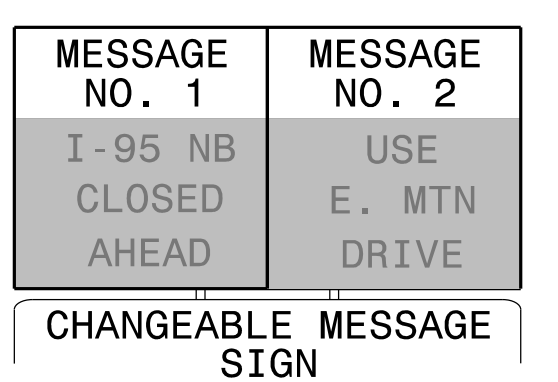 MESSAGE
NO. 1
I-95 NB
CLOSED
AHEAD
MESSAGE
NO. 2
USE
E. MTN
DRIVE
CHANGEABLE MESSAGE
SIGN